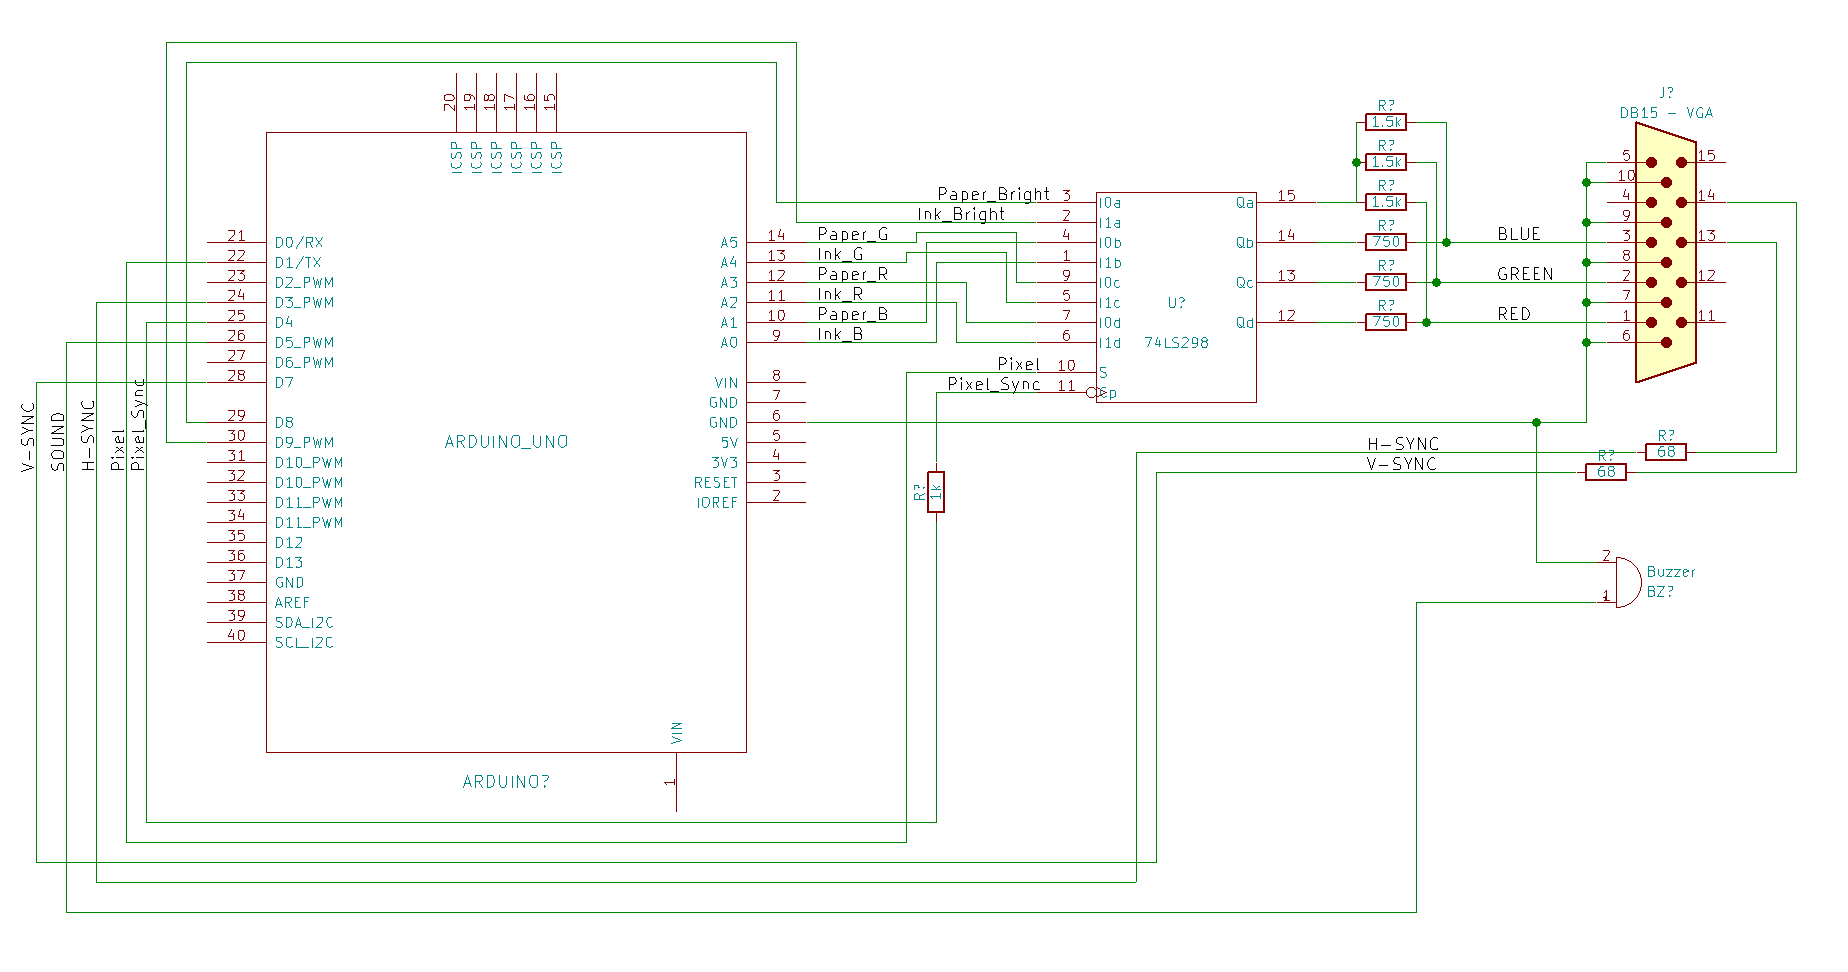 20
19
18
17
16
15
ICSP
ICSP
ICSP
ICSP
ICSP
ICSP
21 D0/RX
22 D1/TX
23 D2_PWM
24 D3_PWM
25 D4
26 D5_PWM
27 D6_PWM
28 D7
29 D8
30 D9_PWM
31 D10_PWM
32 D10_PWM
33 D11_PWM
34 D11_PWM
35 D12
36 D13
37 GND
38 AREF
39 SDA_I2C
40 SCL_I2C
V-SYNC
SOUND
H-SYNC
Pixel
Pixel_Sync
ARDUINO_UNO
ARDUINO?
VIN
1
A5 14 Paper_G
A4 13 Ink_G
A3 12 Paper_R
A2 11 Ink_R
A1 10 Paper_B
A0 9 Ink_B
VIN 8
GND 7
GND 6
5V 5
3V3 4
RESET 3
IOREF 2
Paper_Bright 3 I0a
Ink_Bright 2 I1a
4 I0b
1 I1b
9 I0c
5 I1c
7 I0d
6 I1d
Pixel 10 S
Pixel_Sync 11 Cp
U?
74LS298
Qa 15
Qb 14
Qc 13
Qd 12
R?
1k
R?
1.5k
R?
1.5k
R?
1.5k
R?
750
R?
750
R?
750
BLUE
GREEN
RED
J?
DB15 - VGA
5
10
4
9
3
8
2
7
1
6
15
14
13
12
11
H-SYNC
V-SYNC
R?
68
R?
68
2
1
Buzzer
BZ?